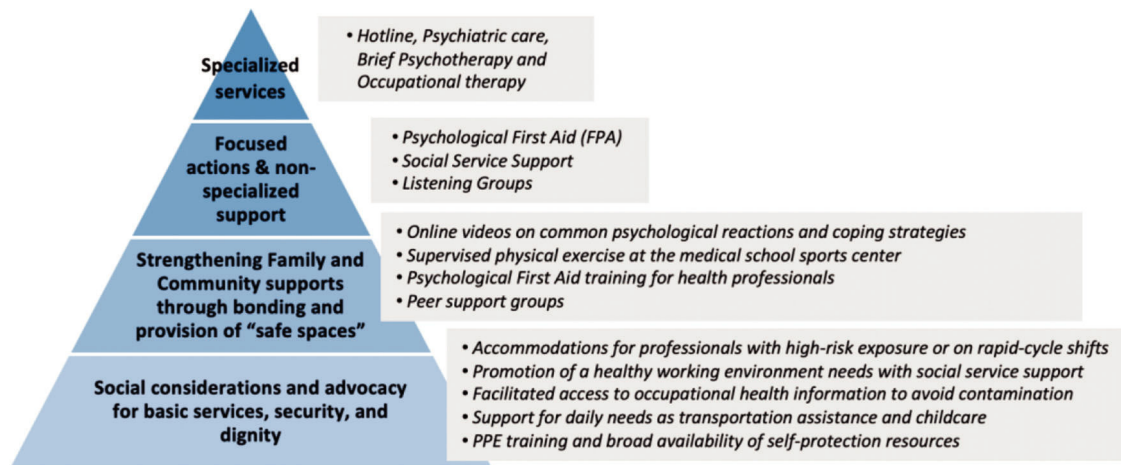 Specialized
services
• Hotline, Psychiatric care,
Brief Psychotherapy and
Occupational therapy
Focused
actions & non-
specialized
support
• Psychological First Aid (FPA)
• Social Service Support
• Listening Groups
Strengthening Family and
Community supports
through bonding and
provision of “safe spaces”
• Online videos on common psychological reactions and coping strategies
• Supervised physical exercise at the medical school sports center
• Psychological First Aid training for health professionals
• Peer support groups
Social considerations and advocacy
for basic services, security, and
dignity
• Accommodations for professionals with high-risk exposure or on rapid-cycle shifts
• Promotion of a healthy working environment needs with social service support
• Facilitated access to occupational health information to avoid contamination
• Support for daily needs as transportation assistance and childcare
• PPE training and broad availability of self-protection resources